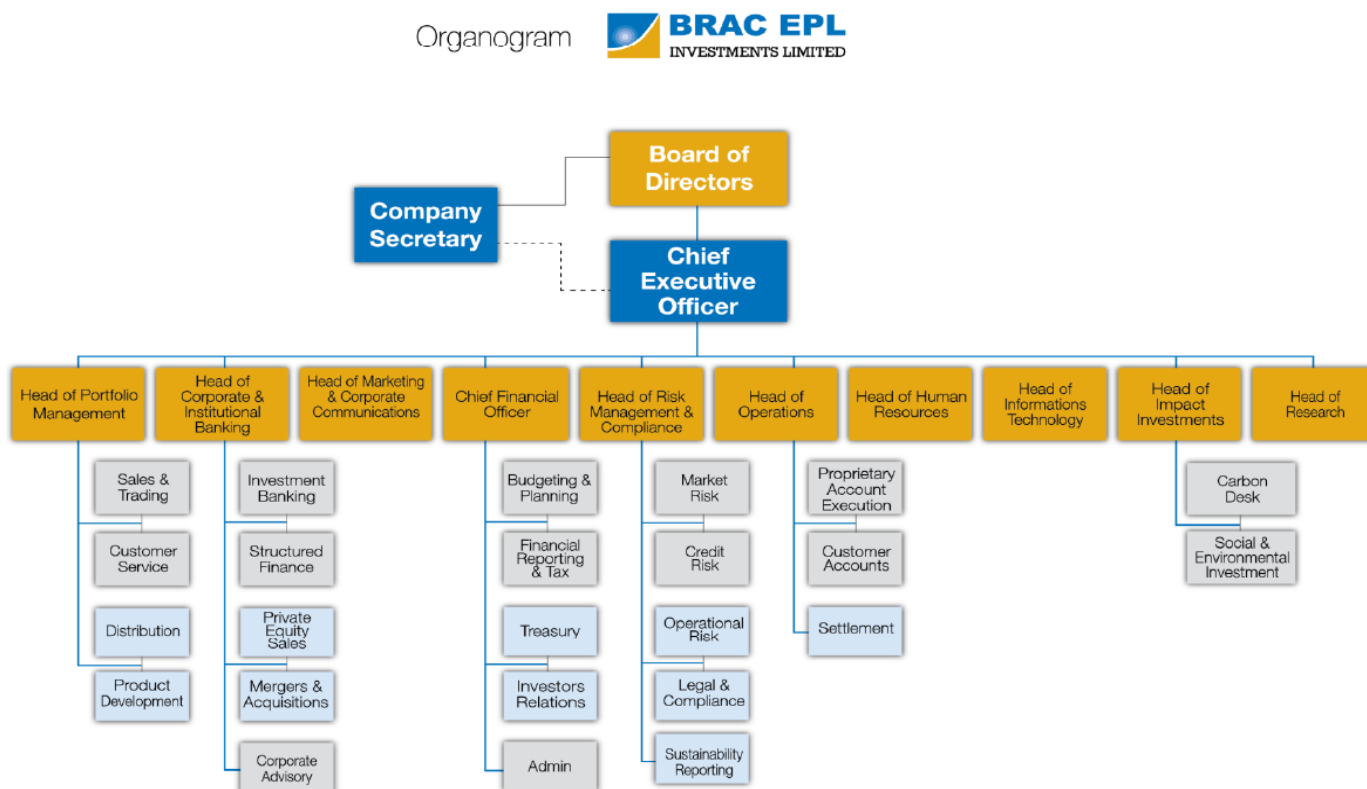 Organogram
BRAC EPL
INVESTMENTS LIMITED
Board of
Directors
Company
Secretary
Chief
Executive
Officer
Head of Portfolio
Management
Head of
Corporate &
Institutional
Banking
Head of Marketing
& Corporate
Communications
Chief Financial
Officer
Head of Risk
Management &
Compliance
Head of
Operations
Head of Human
Resources
Head of
Informations
Technology
Head of
Impact
Investments
Head of
Research
Sales &
Trading
Customer
Service
Distribution
Product
Development
Investment
Banking
Structured
Finance
Private
Equity
Sales
Mergers &
Acquisitions
Corporate
Advisory
Budgeting &
Planning
Financial
Reporting
& Tax
Treasury
Investors
Relations
Admin
Market
Risk
Credit
Risk
Operational
Risk
Legal &
Compliance
Sustainability
Reporting
Proprietary
Account
Execution
Customer
Accounts
Settlement
Carbon
Desk
Social &
Environmental
Investment